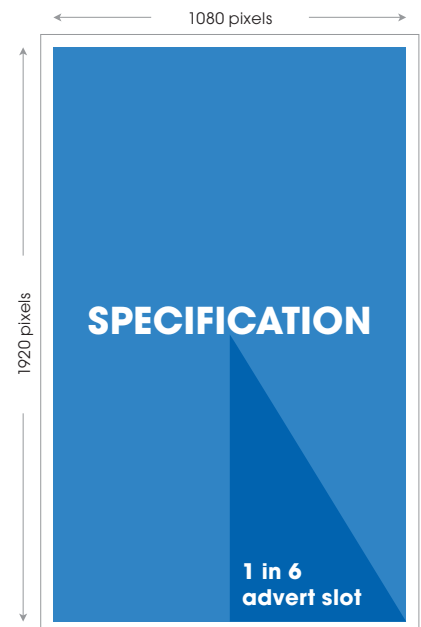 1080 pixels
1920 pixels
SPECIFICATION
1 in 6
advert slot